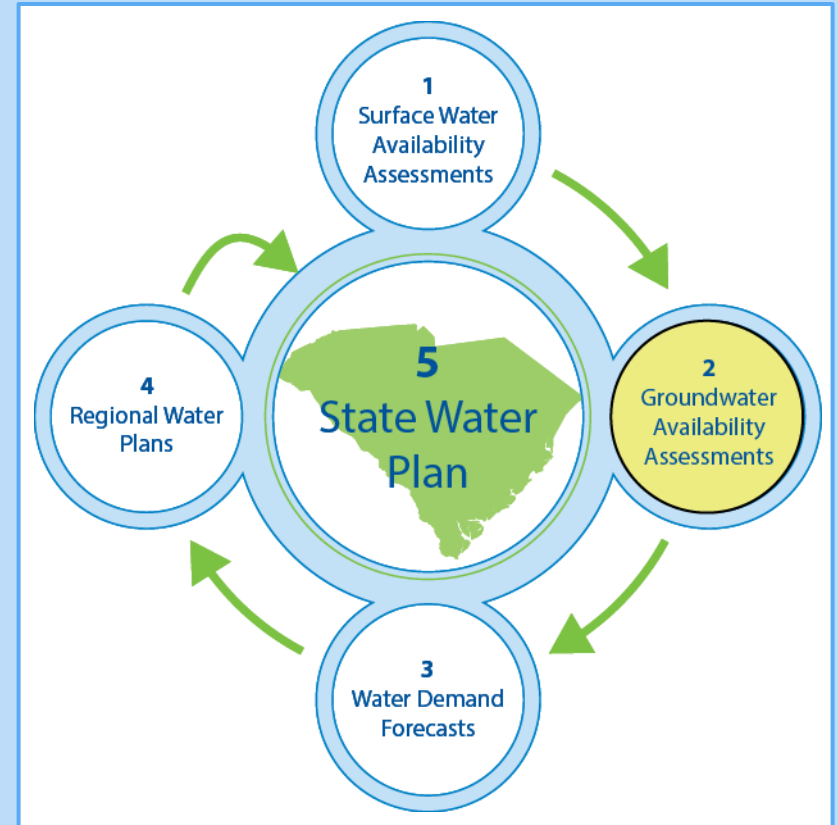 1
Surface Water
Availability
Assessments
2
Groundwater
Availability
Assessments
3
Water Demand
Forecasts
4
Regional Water
Plans
5
State Water
Plan